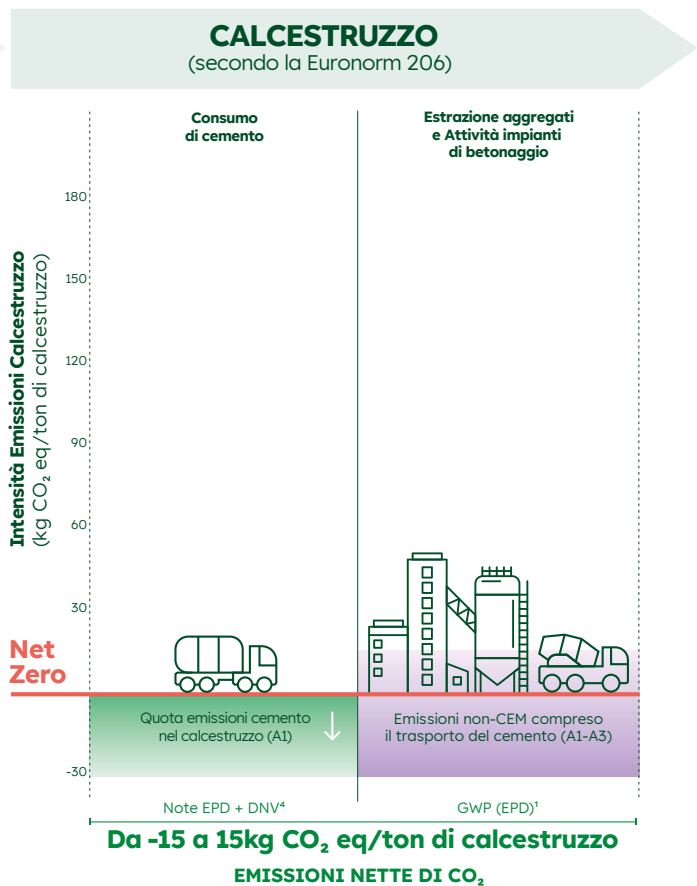 CALCESTRUZZO
(secondo la Euronorm 206)
Consumo
di cemento
Estrazione aggregati
e Attività impianti
di betonaggio
Intensità Emissioni Calcestruzzo
(kg CO₂ eq/ton di calcestruzzo)
180
150
120
90
60
30
Net
Zero
-30
Quota emissioni cemento
nel calcestruzzo (A1)
Emissioni non-CEM compreso
il trasporto del cemento (A1-A3)
Note EPD + DNV⁴
GWP (EPD)¹
Da -15 a 15kg CO₂ eq/ton di calcestruzzo
EMISSIONI NETTE DI CO₂